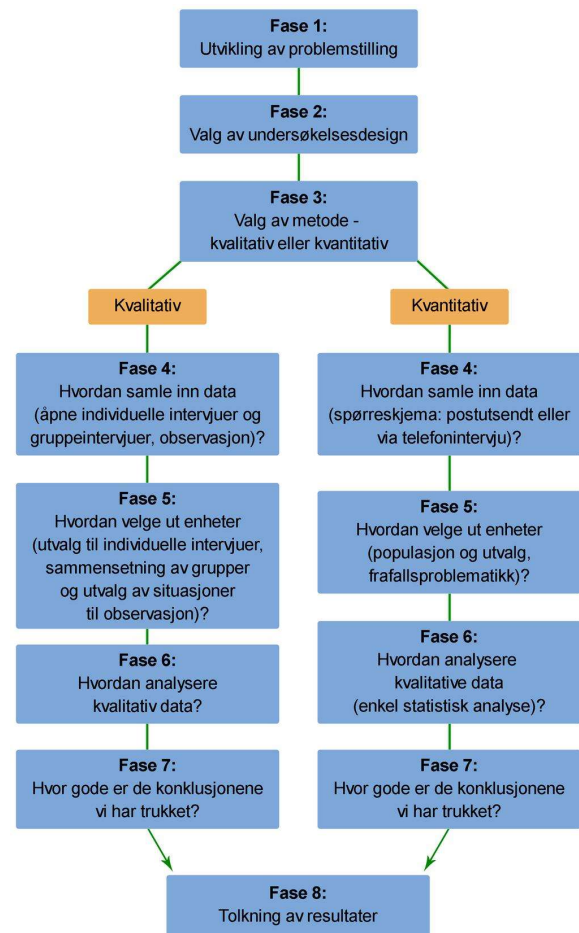 Fase 1:
Utvikling av problemstilling
Fase 2:
Valg av undersøkelsesdesign
Fase 3:
Valg av metode -
kvalitativ eller kvantitativ
Kvalitativ
Fase 4:
Hvordan samle inn data
(åpne individuelle intervjuer og
gruppeintervjuer, observasjon)?
Fase 5:
Hvordan velge ut enheter
(utvalg til individuelle intervjuer,
sammensetning av grupper
og utvalg av situasjoner
til observasjon)?
Fase 6:
Hvordan analysere
kvalitativ data?
Fase 7:
Hvor gode er de konklusjonene
vi har trukket?
Kvantitativ
Fase 4:
Hvordan samle inn data
(spørreskjema: postutsendt eller
via telefonintervju)?
Fase 5:
Hvordan velge ut enheter
(populasjon og utvalg,
frafallsproblematikk)?
Fase 6:
Hvordan analysere
kvalitative data
(enkel statistisk analyse)?
Fase 7:
Hvor gode er de konklusjonene
vi har trukket?
Fase 8:
Tolkning av resultater